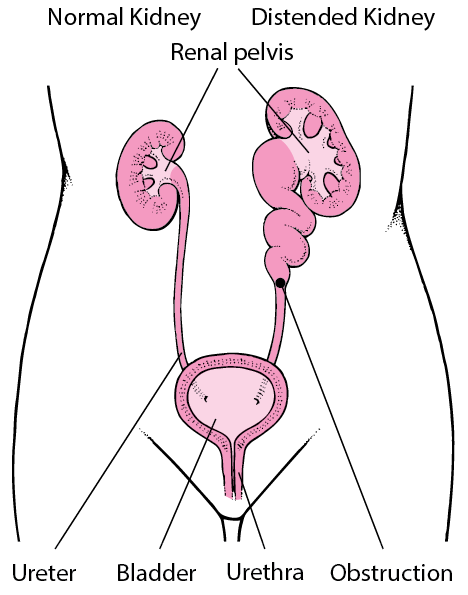 Normal Kidney
Distended Kidney
Renal pelvis
Ureter
Bladder
Urethra
Obstruction